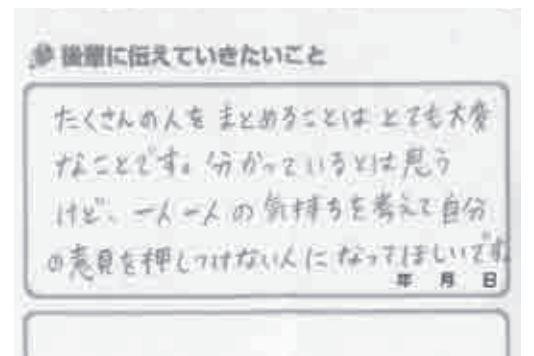 後輩に伝えていきたいこと
たくさんの人をまとめることはとても大変
なことです。分かっているとは思う
けど、一人一人の気持ちを考えて自分
の意見を押しつけない人になってほしいです
年 月 日